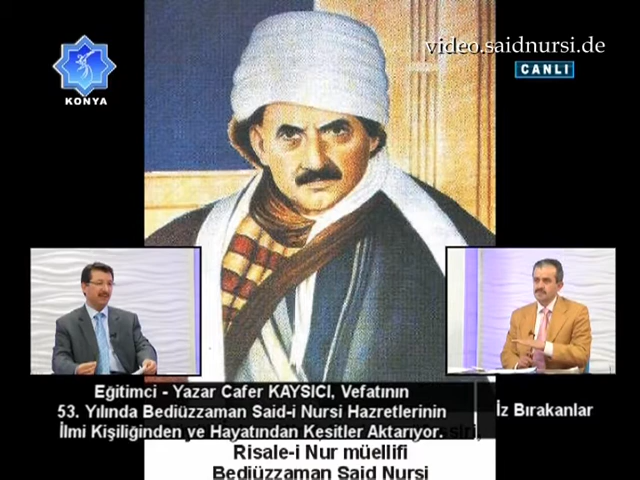 video.saidnursi.de
CANLI
KONYA
Eğitimci - Yazar Cafer KAYSICI, Vefatının
53. Yılında Bediüzzaman Said-i Nursi Hazretlerinin
İlmi Kişiliğinden ve Hayatından Kesitler Aktarıyor.
İz Bırakanlar
Risale-i Nur müellifi
Bediüzzaman Said Nursi